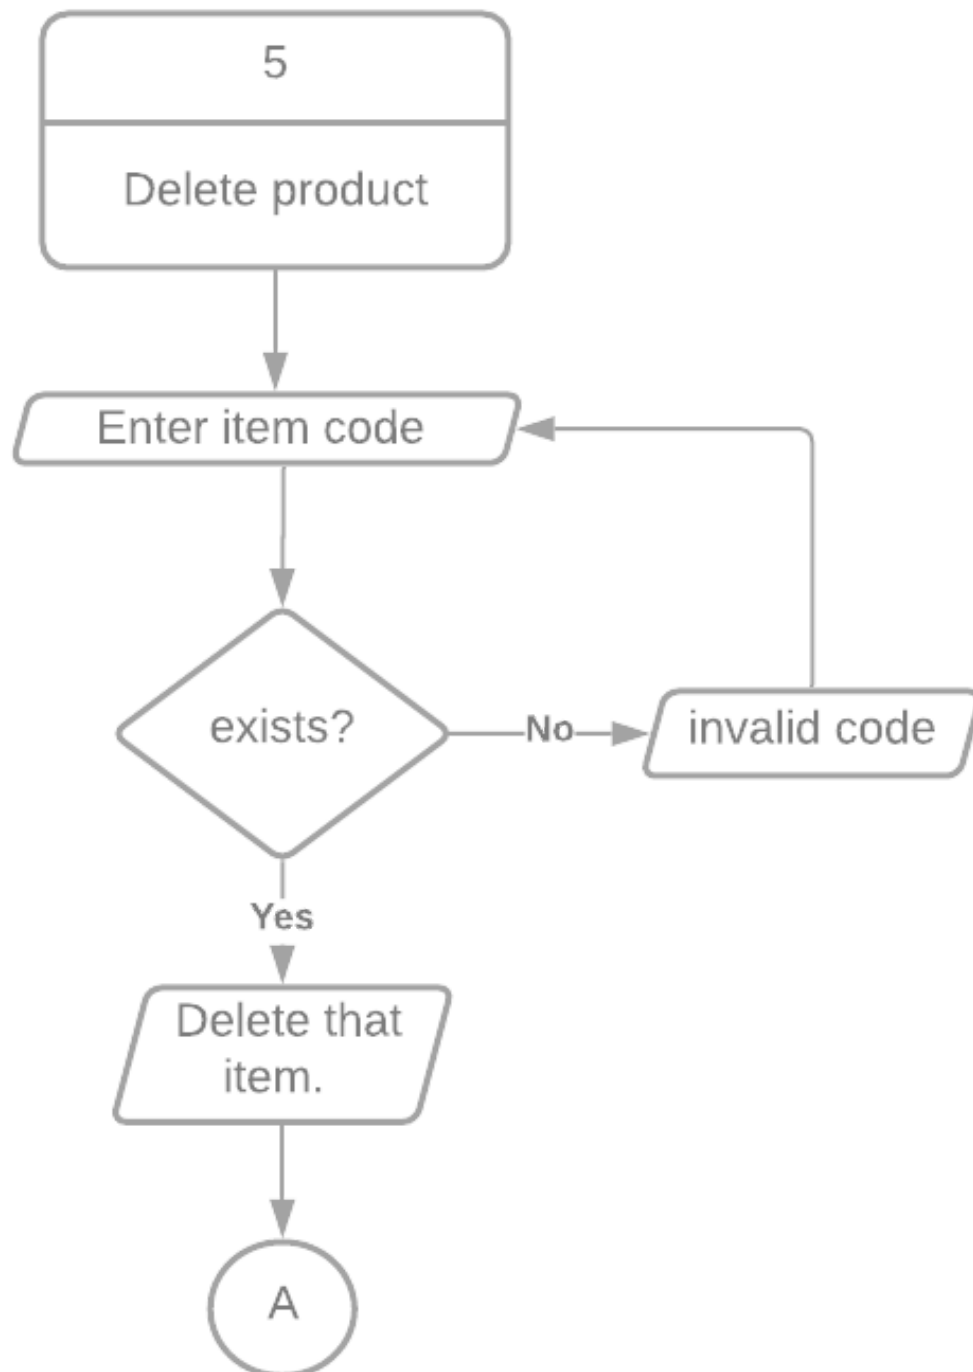 5
Delete product
Enter item code
exists?
No
invalid code
Yes
Delete that
item.
A